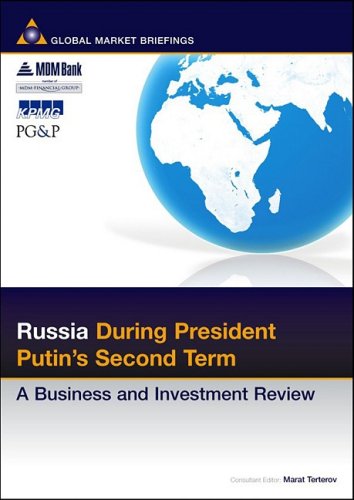 GLOBAL MARKET BRIEFINGS
MDM Bank
member of
MDM-FINANCIAL GROUP
KPMG
PG&P
Russia During President
Putin's Second Term
A Business and Investment Review
Consultant Editor: Marat Terterov